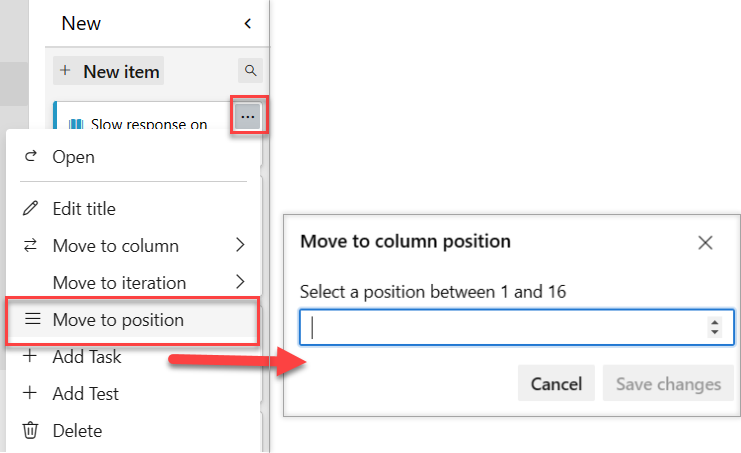 New
+ New item
Slow response on
...
Open
Edit title
Move to column
Move to iteration
Move to position
Add Task
Add Test
Delete
Move to column position
Select a position between 1 and 16
Cancel
Save changes